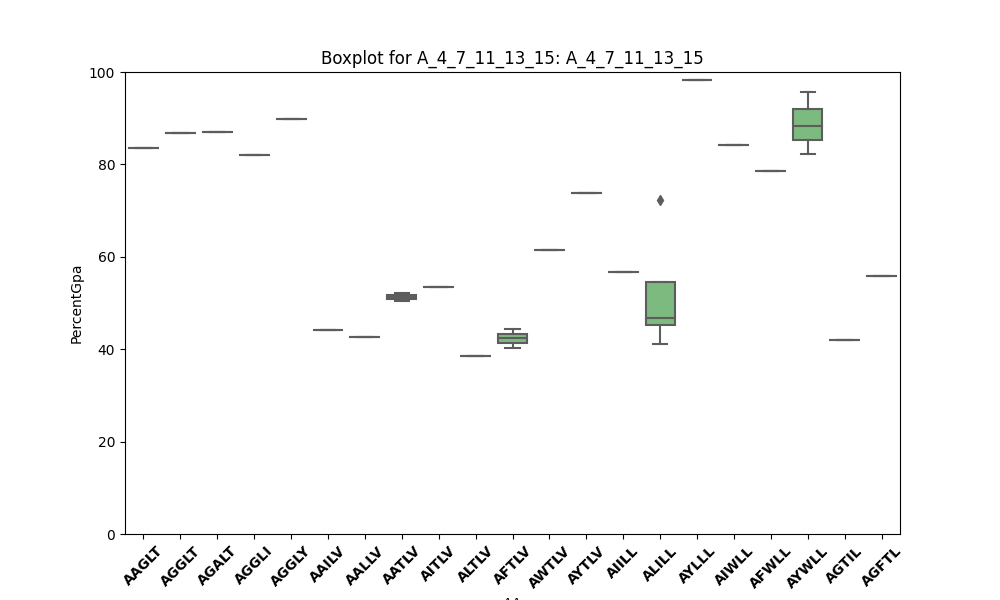 Boxplot for A_4_7_11_13_15: A_4_7_11_13_15
100
80
60
40
20
0
PercentGpa
AAGLT AGGLT AGALT AGGLI AGGLY AAILV AALLV AATLV AITLV ALTLV AFTLV AWTLV AYTLV AIILL ALILL AYLLL AIWLL AFWLL AYWLL AGTIL AGFTL